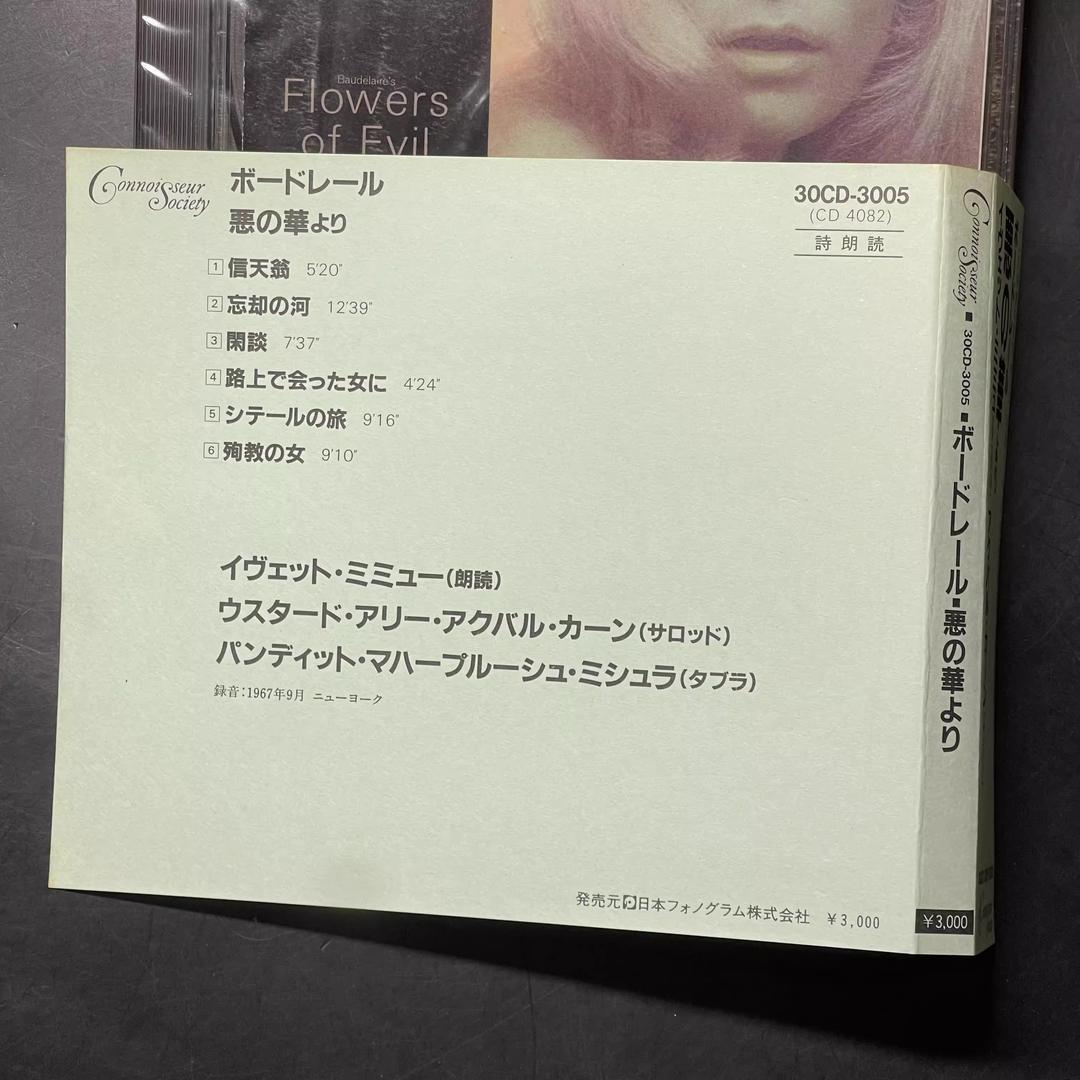 Baudelaire's
Flowers
of Evil
Connoisseur
Society
ボードレール
悪の華より
30CD-3005
(CD 4082)
詩朗読
1 信天翁 5'20"
2 忘却の河 12'39"
3 閑談 7'37"
4 路上で会った女に 4'24"
5 シテールの旅 9'16"
6 殉教の女 9'10"
イヴェット・ミミュー(朗読)
ウスタード・アリー・アクバル・カーン(サロッド)
パンディット・マハープルーシュ・ミシュラ(タブラ)
録音:1967年9月 ニューヨーク
発売元 日本フォノグラム株式会社 ¥3,000
Connoisseur
Society
■30CD-3005■ボードレール・悪の華より
¥3,000